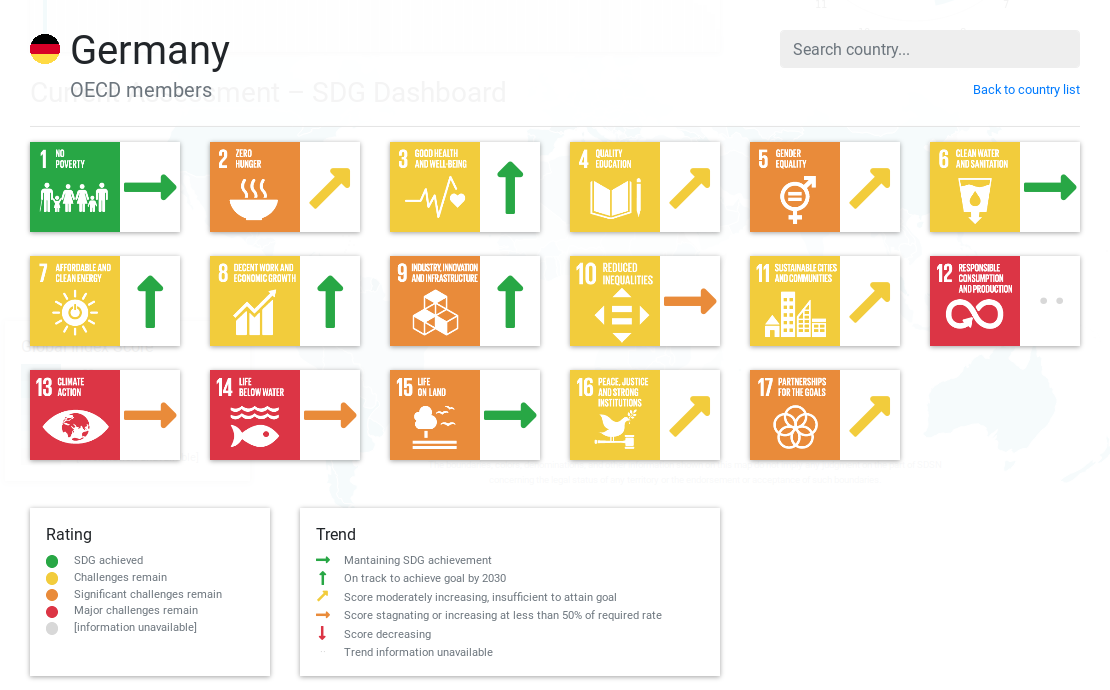 Germany
Search country...
OECD members
Current Assessment – SDG Dashboard
Back to country list
1 NO
POVERTY
2 ZERO
HUNGER
3 GOOD HEALTH
AND WELL-BEING
4 QUALITY
EDUCATION
5 GENDER
EQUALITY
6 CLEAN WATER
AND SANITATION
7 AFFORDABLE AND
CLEAN ENERGY
8 DECENT WORK AND
ECONOMIC GROWTH
9 INDUSTRY, INNOVATION
AND INFRASTRUCTURE
10 REDUCED
INEQUALITIES
11 SUSTAINABLE CITIES
AND COMMUNITIES
12 RESPONSIBLE
CONSUMPTION
AND PRODUCTION
13 CLIMATE
ACTION
14 LIFE
BELOW WATER
15 LIFE
ON LAND
16 PEACE, JUSTICE
AND STRONG
INSTITUTIONS
17 PARTNERSHIPS
FOR THE GOALS
Rating
SDG achieved
Challenges remain
Significant challenges remain
Major challenges remain
[information unavailable]
Trend
Mantaining SDG achievement
On track to achieve goal by 2030
Score moderately increasing, insufficient to attain goal
Score stagnating or increasing at less than 50% of required rate
Score decreasing
Trend information unavailable